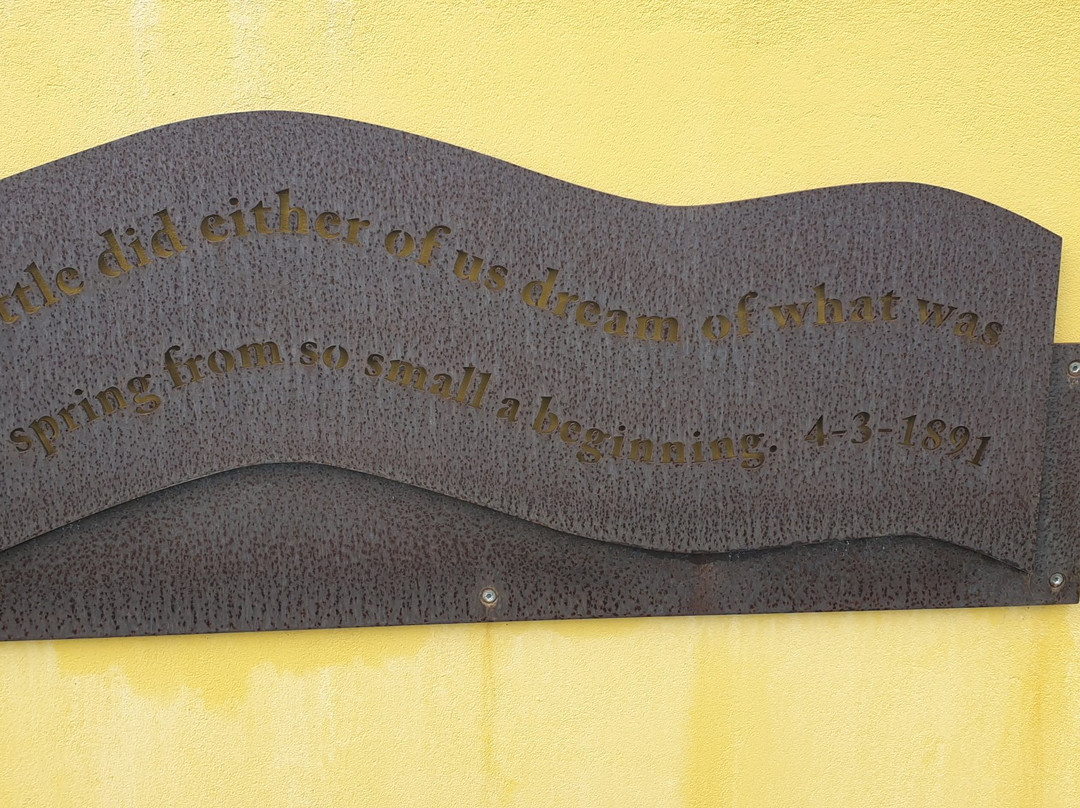 ttle did either of us dream of what was
spring from so small a beginning. 4-3-1891